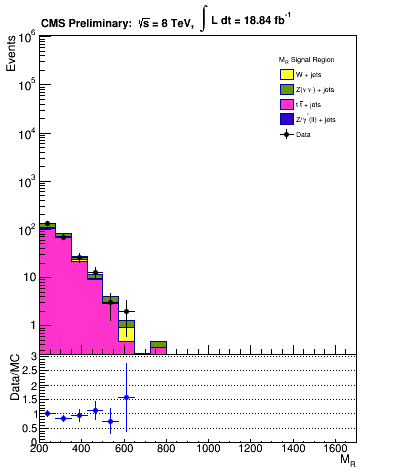 CMS Preliminary: √s = 8 TeV, ∫ L dt = 18.84 fb⁻¹
Events
10⁶
10⁵
10⁴
10³
10²
10
1
M_R Signal Region
W + jets
Z(νν) + jets
t t̅ + jets
Z/γ*(ll) + jets
Data
Data/MC
3
2.5
2
1.5
1
0.5
0
200 400 600 800 1000 1200 1400 1600
M_R